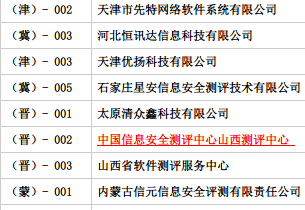 （津）- 002 天津市先特网络软件系统有限公司
（冀）- 003 河北恒讯达信息科技有限公司
（津）- 003 天津优扬科技有限公司
（冀）- 005 石家庄星安信息安全测评技术有限公司
（晋）- 001 太原清众鑫科技有限公司
（晋）- 002 中国信息安全测评中心山西测评中心
（晋）- 003 山西省软件测评服务中心
（蒙）- 001 内蒙古信元信息安全评测有限责任公司